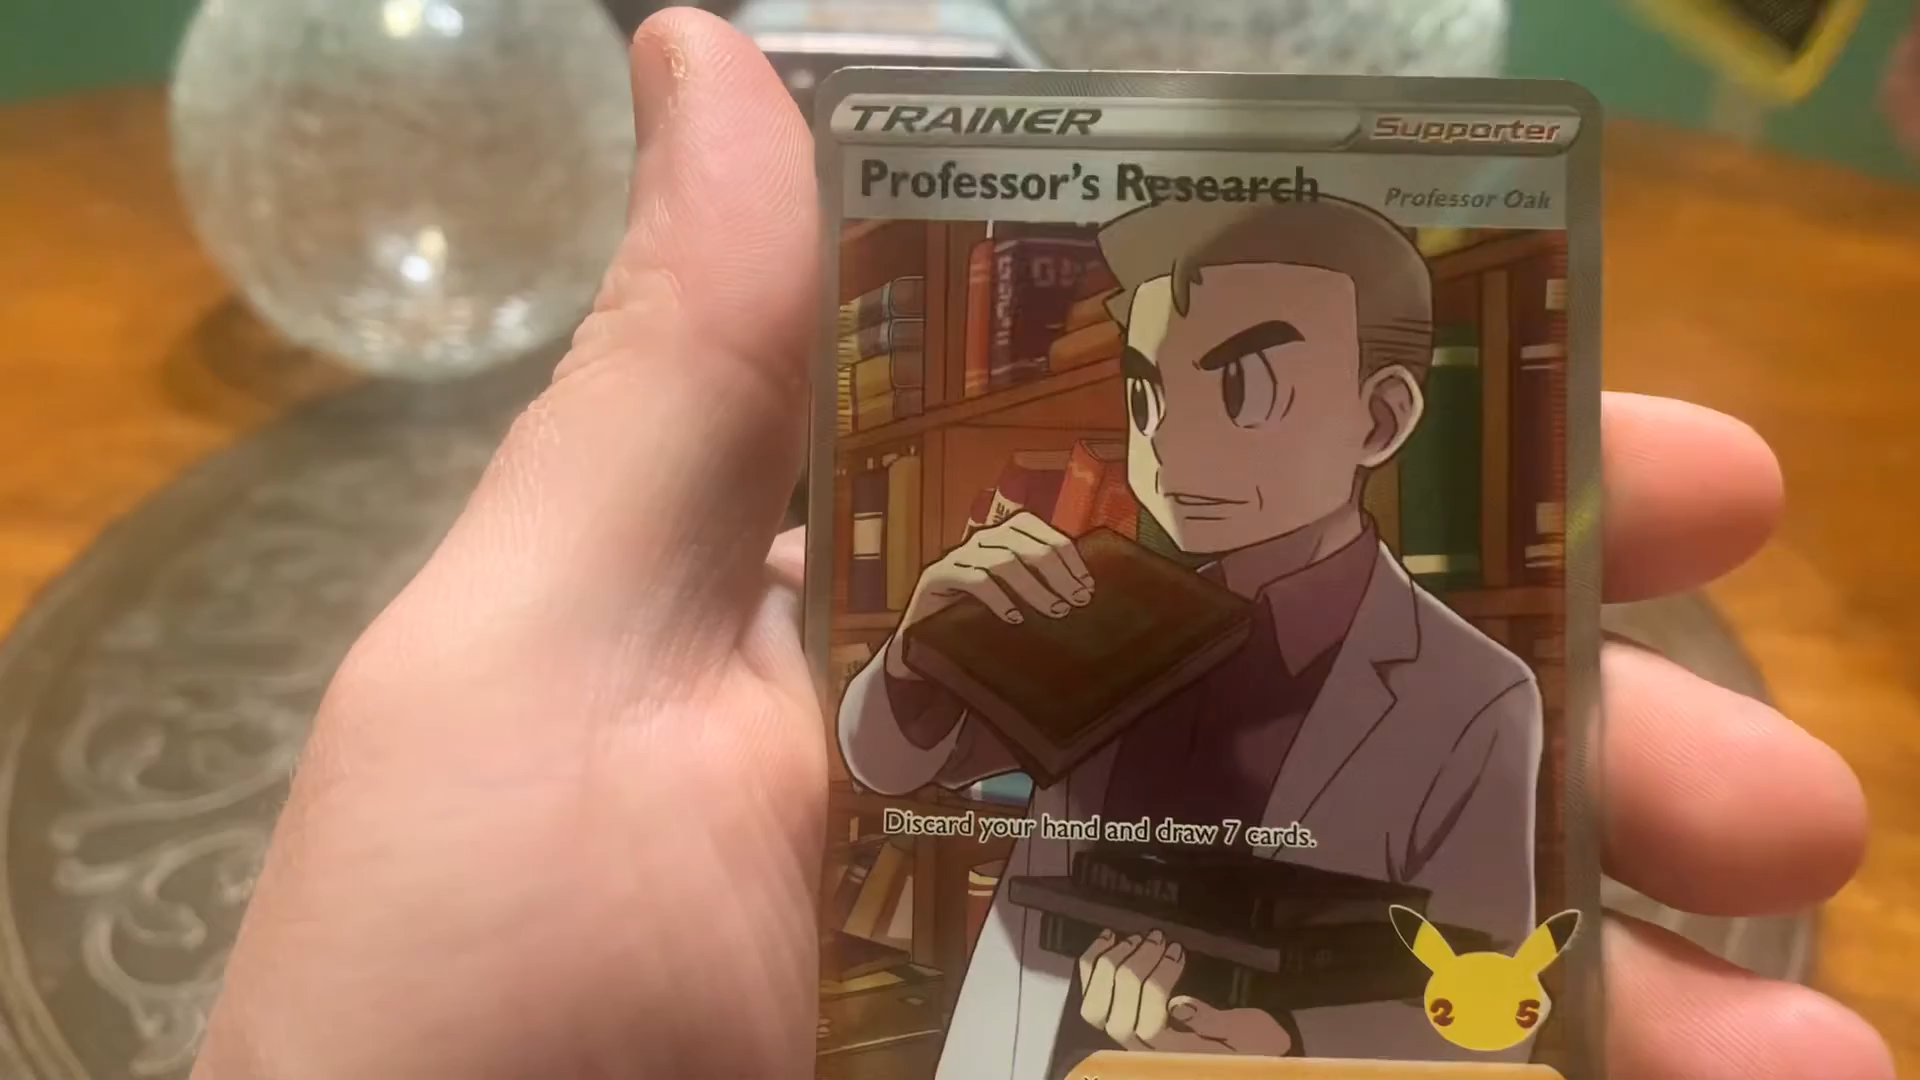 TRAINER Supporter
Professor's Research Professor Oak
Discard your hand and draw 7 cards.
25